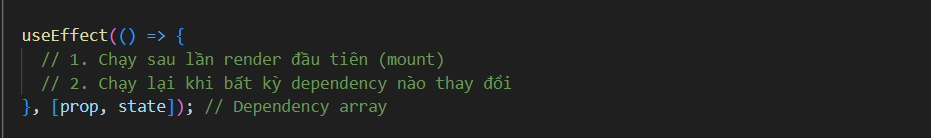 useEffect(() => {
// 1. Chạy sau lần render đầu tiên (mount)
// 2. Chạy lại khi bất kỳ dependency nào thay đổi
}, [prop, state]); // Dependency array